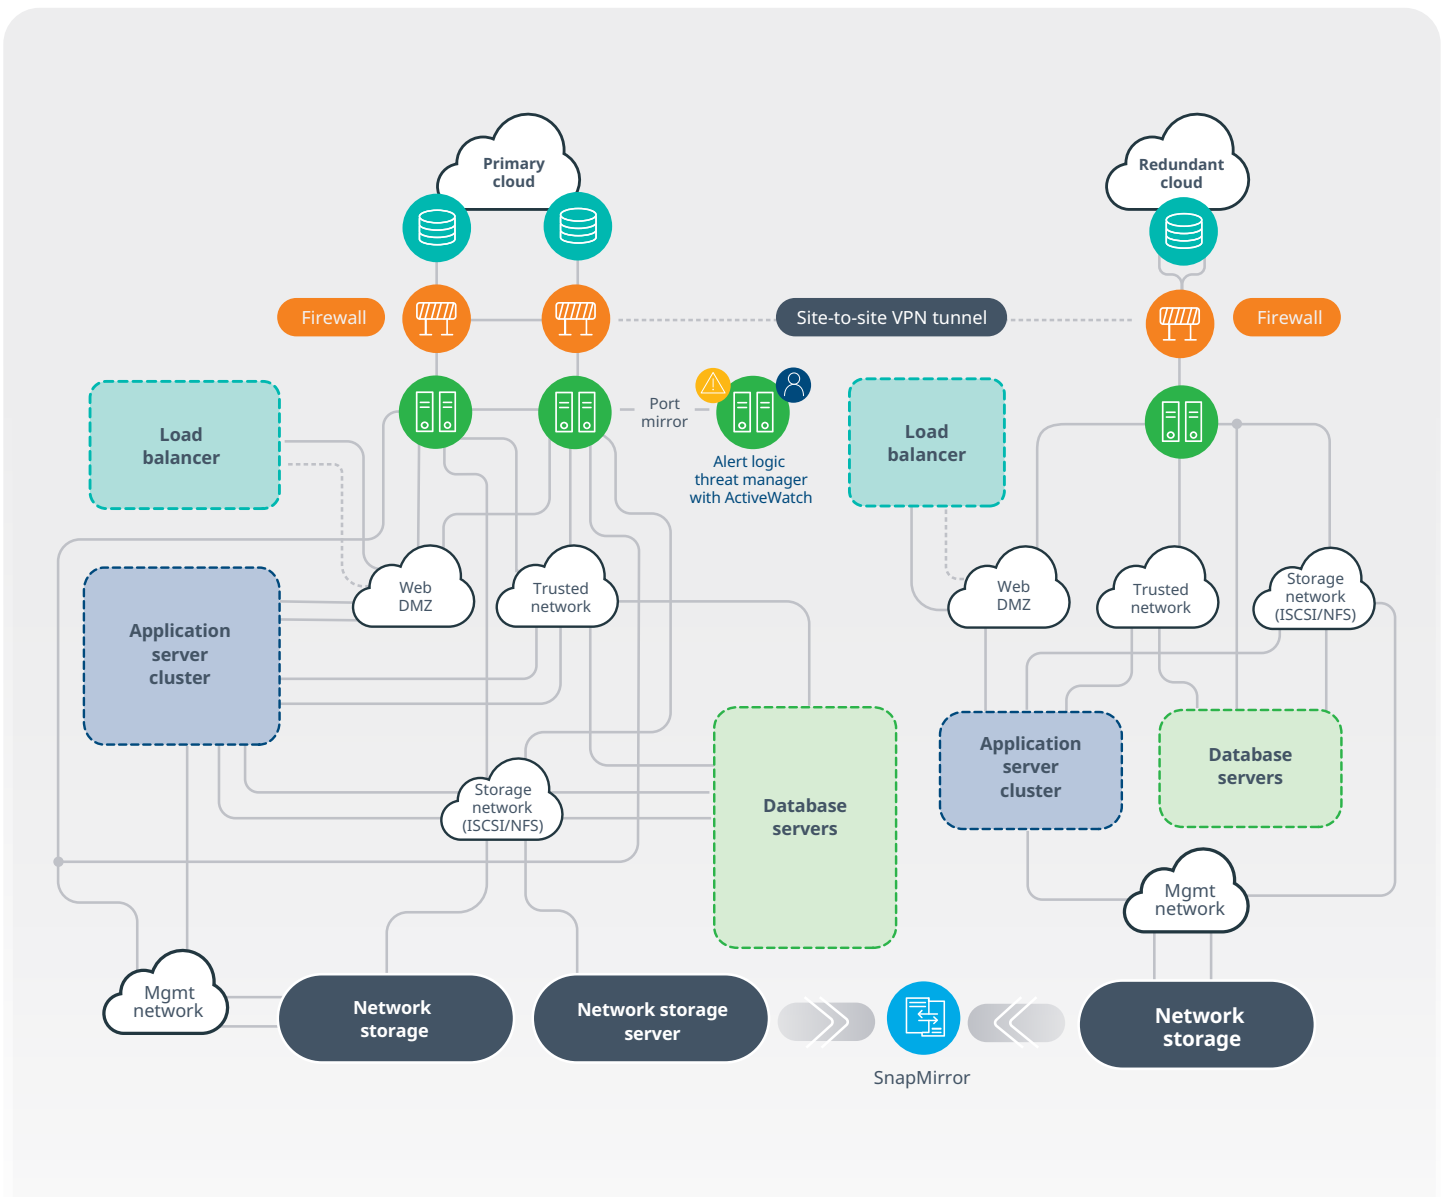 Primary
cloud
Redundant
cloud
Firewall
Site-to-site VPN tunnel
Firewall
Port
mirror
Load
balancer
Alert logic
threat manager
with ActiveWatch
Load
balancer
Web
DMZ
Trusted
network
Web
DMZ
Trusted
network
Storage
network
(ISCSI/NFS)
Application
server
cluster
Storage
network
(ISCSI/NFS)
Database
servers
Application
server
cluster
Database
servers
Mgmt
network
Mgmt
network
Network
storage
Network storage
server
SnapMirror
Network
storage